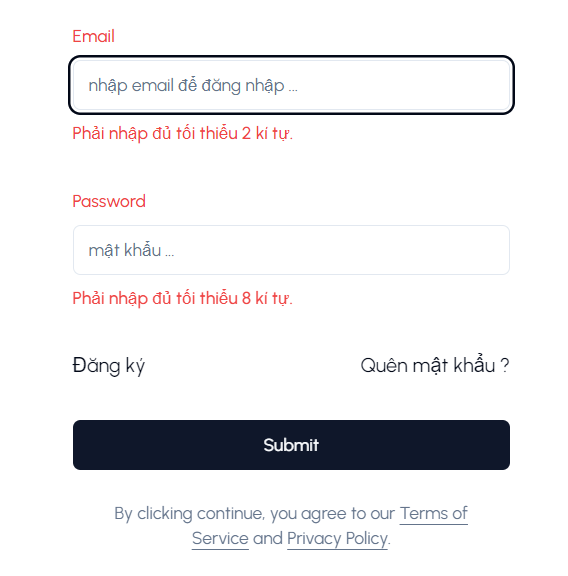 Email
nhập email để đăng nhập ...
Phải nhập đủ tối thiểu 2 kí tự.
Password
mật khẩu ...
Phải nhập đủ tối thiểu 8 kí tự.
Đăng ký
Quên mật khẩu ?
Submit
By clicking continue, you agree to our Terms of
Service and Privacy Policy.